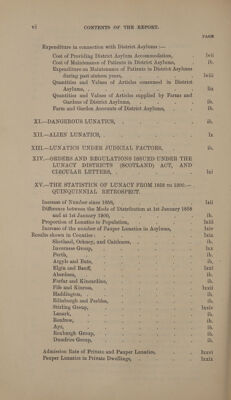 vi CONTENTS OF THE REPORT.
PAGE
Expenditure in connection with District Asylums :—
Cost of Providing District Asylum Accommodation, lvii
Cost of Maintenance of Patients in District Asylums, ib.
Expenditure on Maintenance of Patients in District Asylums
during past sixteen years, lviii
Quantities and Values of Articles consumed in District
Asylums, lix
Quantities and Values of Articles supplied by Farms and
Gardens of District Asylums, ib.
Farm and Garden Accounts of District Asylums, ib.
XI.—DANGEROUS LUNATICS, ib.
XII.—ALIEN LUNATICS, lx
XIII.—LUNATICS UNDER JUDICIAL FACTORS, ib.
XIV.—ORDERS AND REGULATIONS ISSUED UNDER THE
LUNACY DISTRICTS (SCOTLAND) ACT, AND
CIRCULAR LETTERS, lxi
XV.—THE STATISTICS OF LUNACY FROM 1858 TO 1900:—
QUINQUENNIAL RETROSPECT.
Increase of Number since 1858, lxii
Difference between the Mode of Distribution at 1st January 1858
and at 1st January 1900, ib.
Proportion of Lunatics to Population, lxiii
Increase of the number of Pauper Lunatics in Asylums, lxiv
Results shown in Counties : lxix
Shetland, Orkney, and Caithness, ib.
Inverness Group, lxx
Perth, ib.
Argyle and Bute, ib.
Elgin and Banff, lxxi
Aberdeen, ib.
Forfar and Kincardine, ib.
Fife and Kinross, lxxii
Haddington, ib.
Edinburgh and Peebles, ib.
Stirling Group, lxxiv
Lanark, ib.
Renfrew, ib.
Ayr, ib.
Roxburgh Group, ib.
Dumfries Group, ib.
Admission Rate of Private and Pauper Lunatics, lxxvi
Pauper Lunatics in Private Dwellings, lxxix